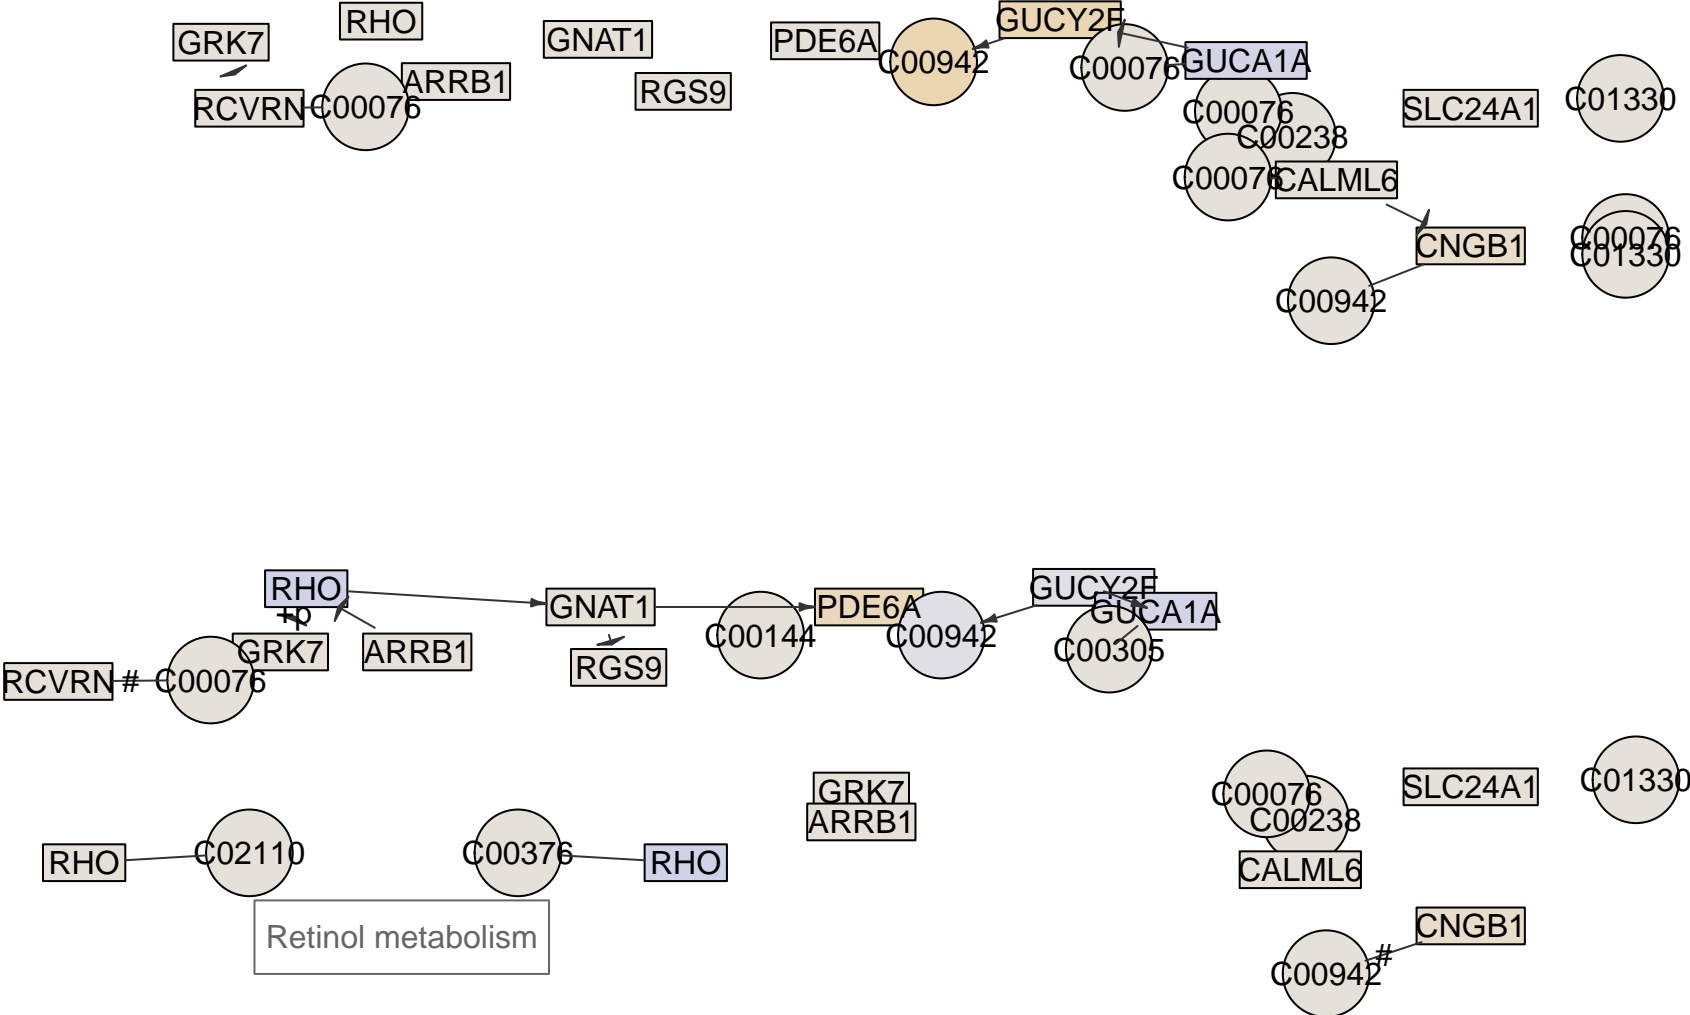 RHO
GRK7
GNAT1
PDE6A
C00942
GUCY2F
C00076
GUCA1A
ARRB1
RGS9
RCVRN
C00076
C00076
C00238
SLC24A1
C01330
C00076
CALML6
CNGB1
C00076
C01330
C00942
RHO
+p
GNAT1
PDE6A
GUCY2F
GUCA1A
C00144
C00942
C00305
GRK7
ARRB1
RGS9
RCVRN
#
C00076
GRK7
ARRB1
C00076
C00238
SLC24A1
C01330
RHO
C02110
C00376
RHO
CALML6
Retinol metabolism
CNGB1
#
C00942